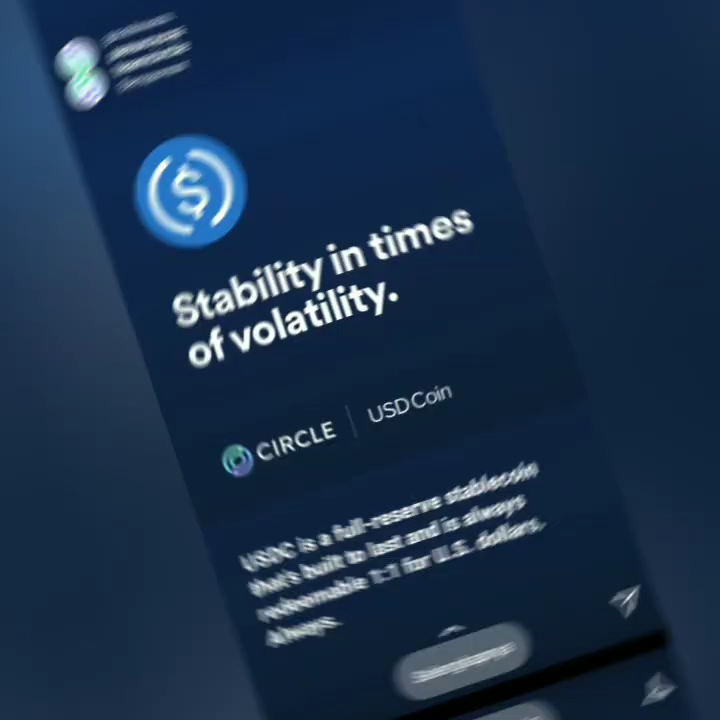 Stability in times
of volatility.
CIRCLE | USD Coin
USDC is a full-reserve stablecoin
that's built to last and is always
redeemable 1:1 for U.S. dollars.
Always.